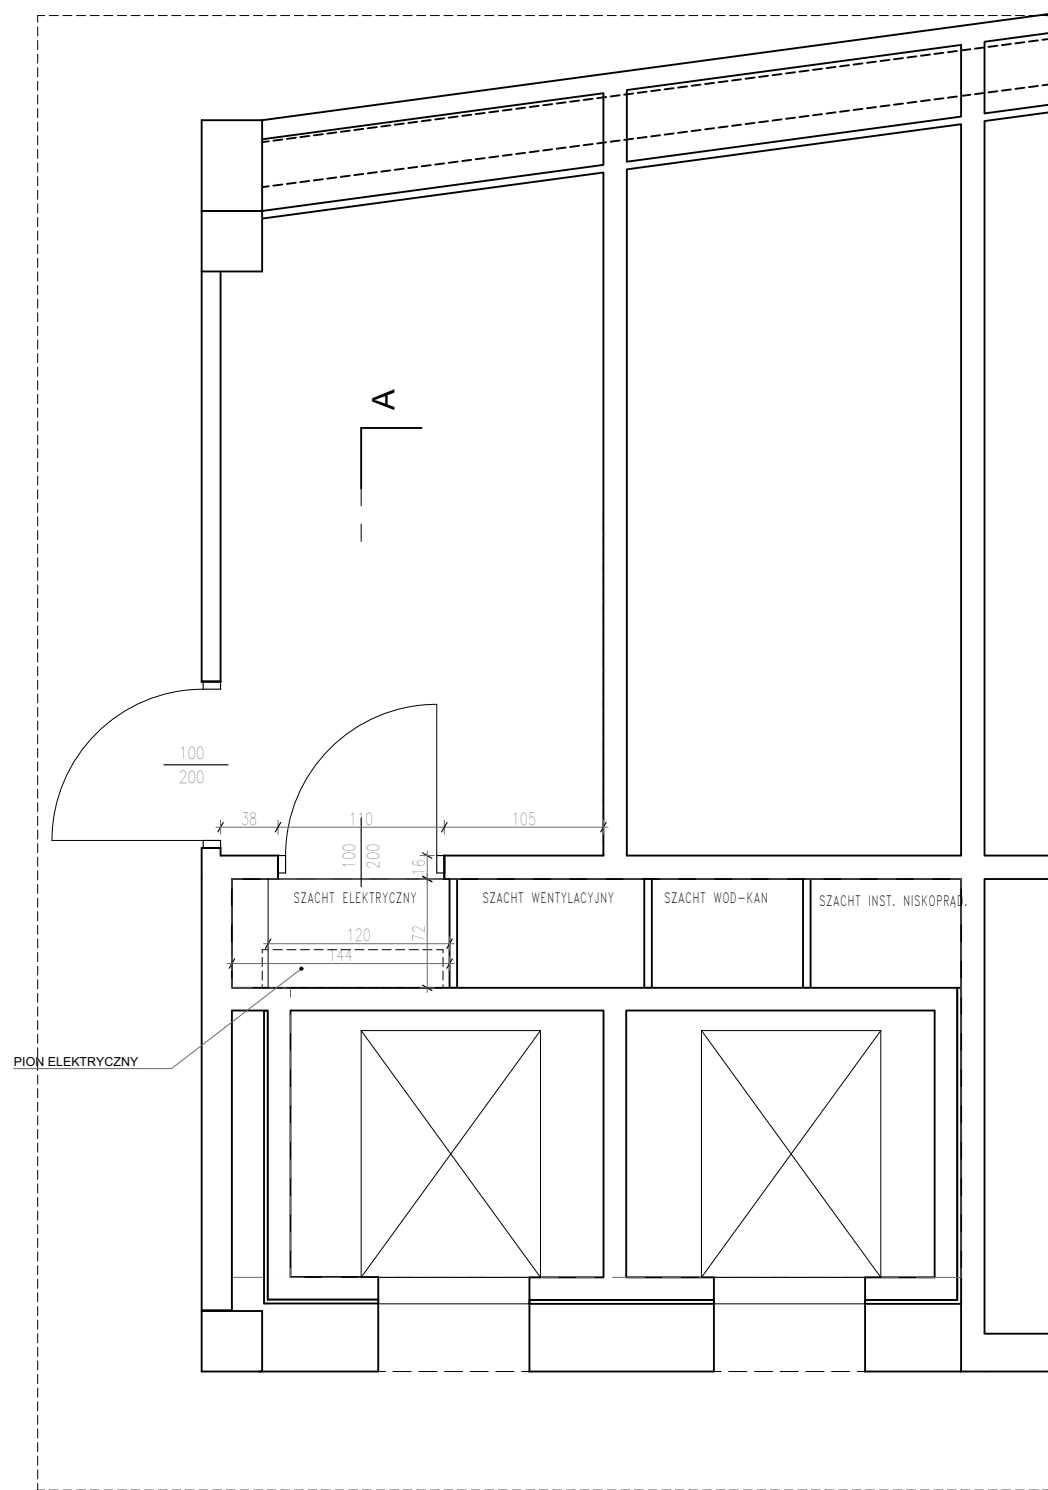 A
100
200
38
110
105
100
200
16
SZACHT ELEKTRYCZNY
SZACHT WENTYLACYJNY
SZACHT WOD-KAN
SZACHT INST. NISKOPRĄD.
120
72
144
PION ELEKTRYCZNY